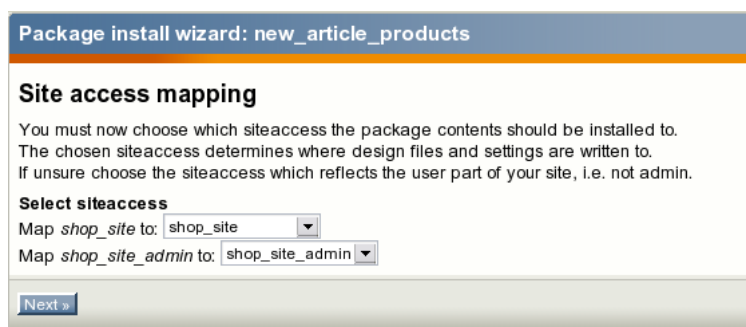 Package install wizard: new_article_products
Site access mapping
You must now choose which siteaccess the package contents should be installed to.
The chosen siteaccess determines where design files and settings are written to.
If unsure choose the siteaccess which reflects the user part of your site, i.e. not admin.
Select siteaccess
Map shop_site to: shop_site
Map shop_site_admin to: shop_site_admin
Next »